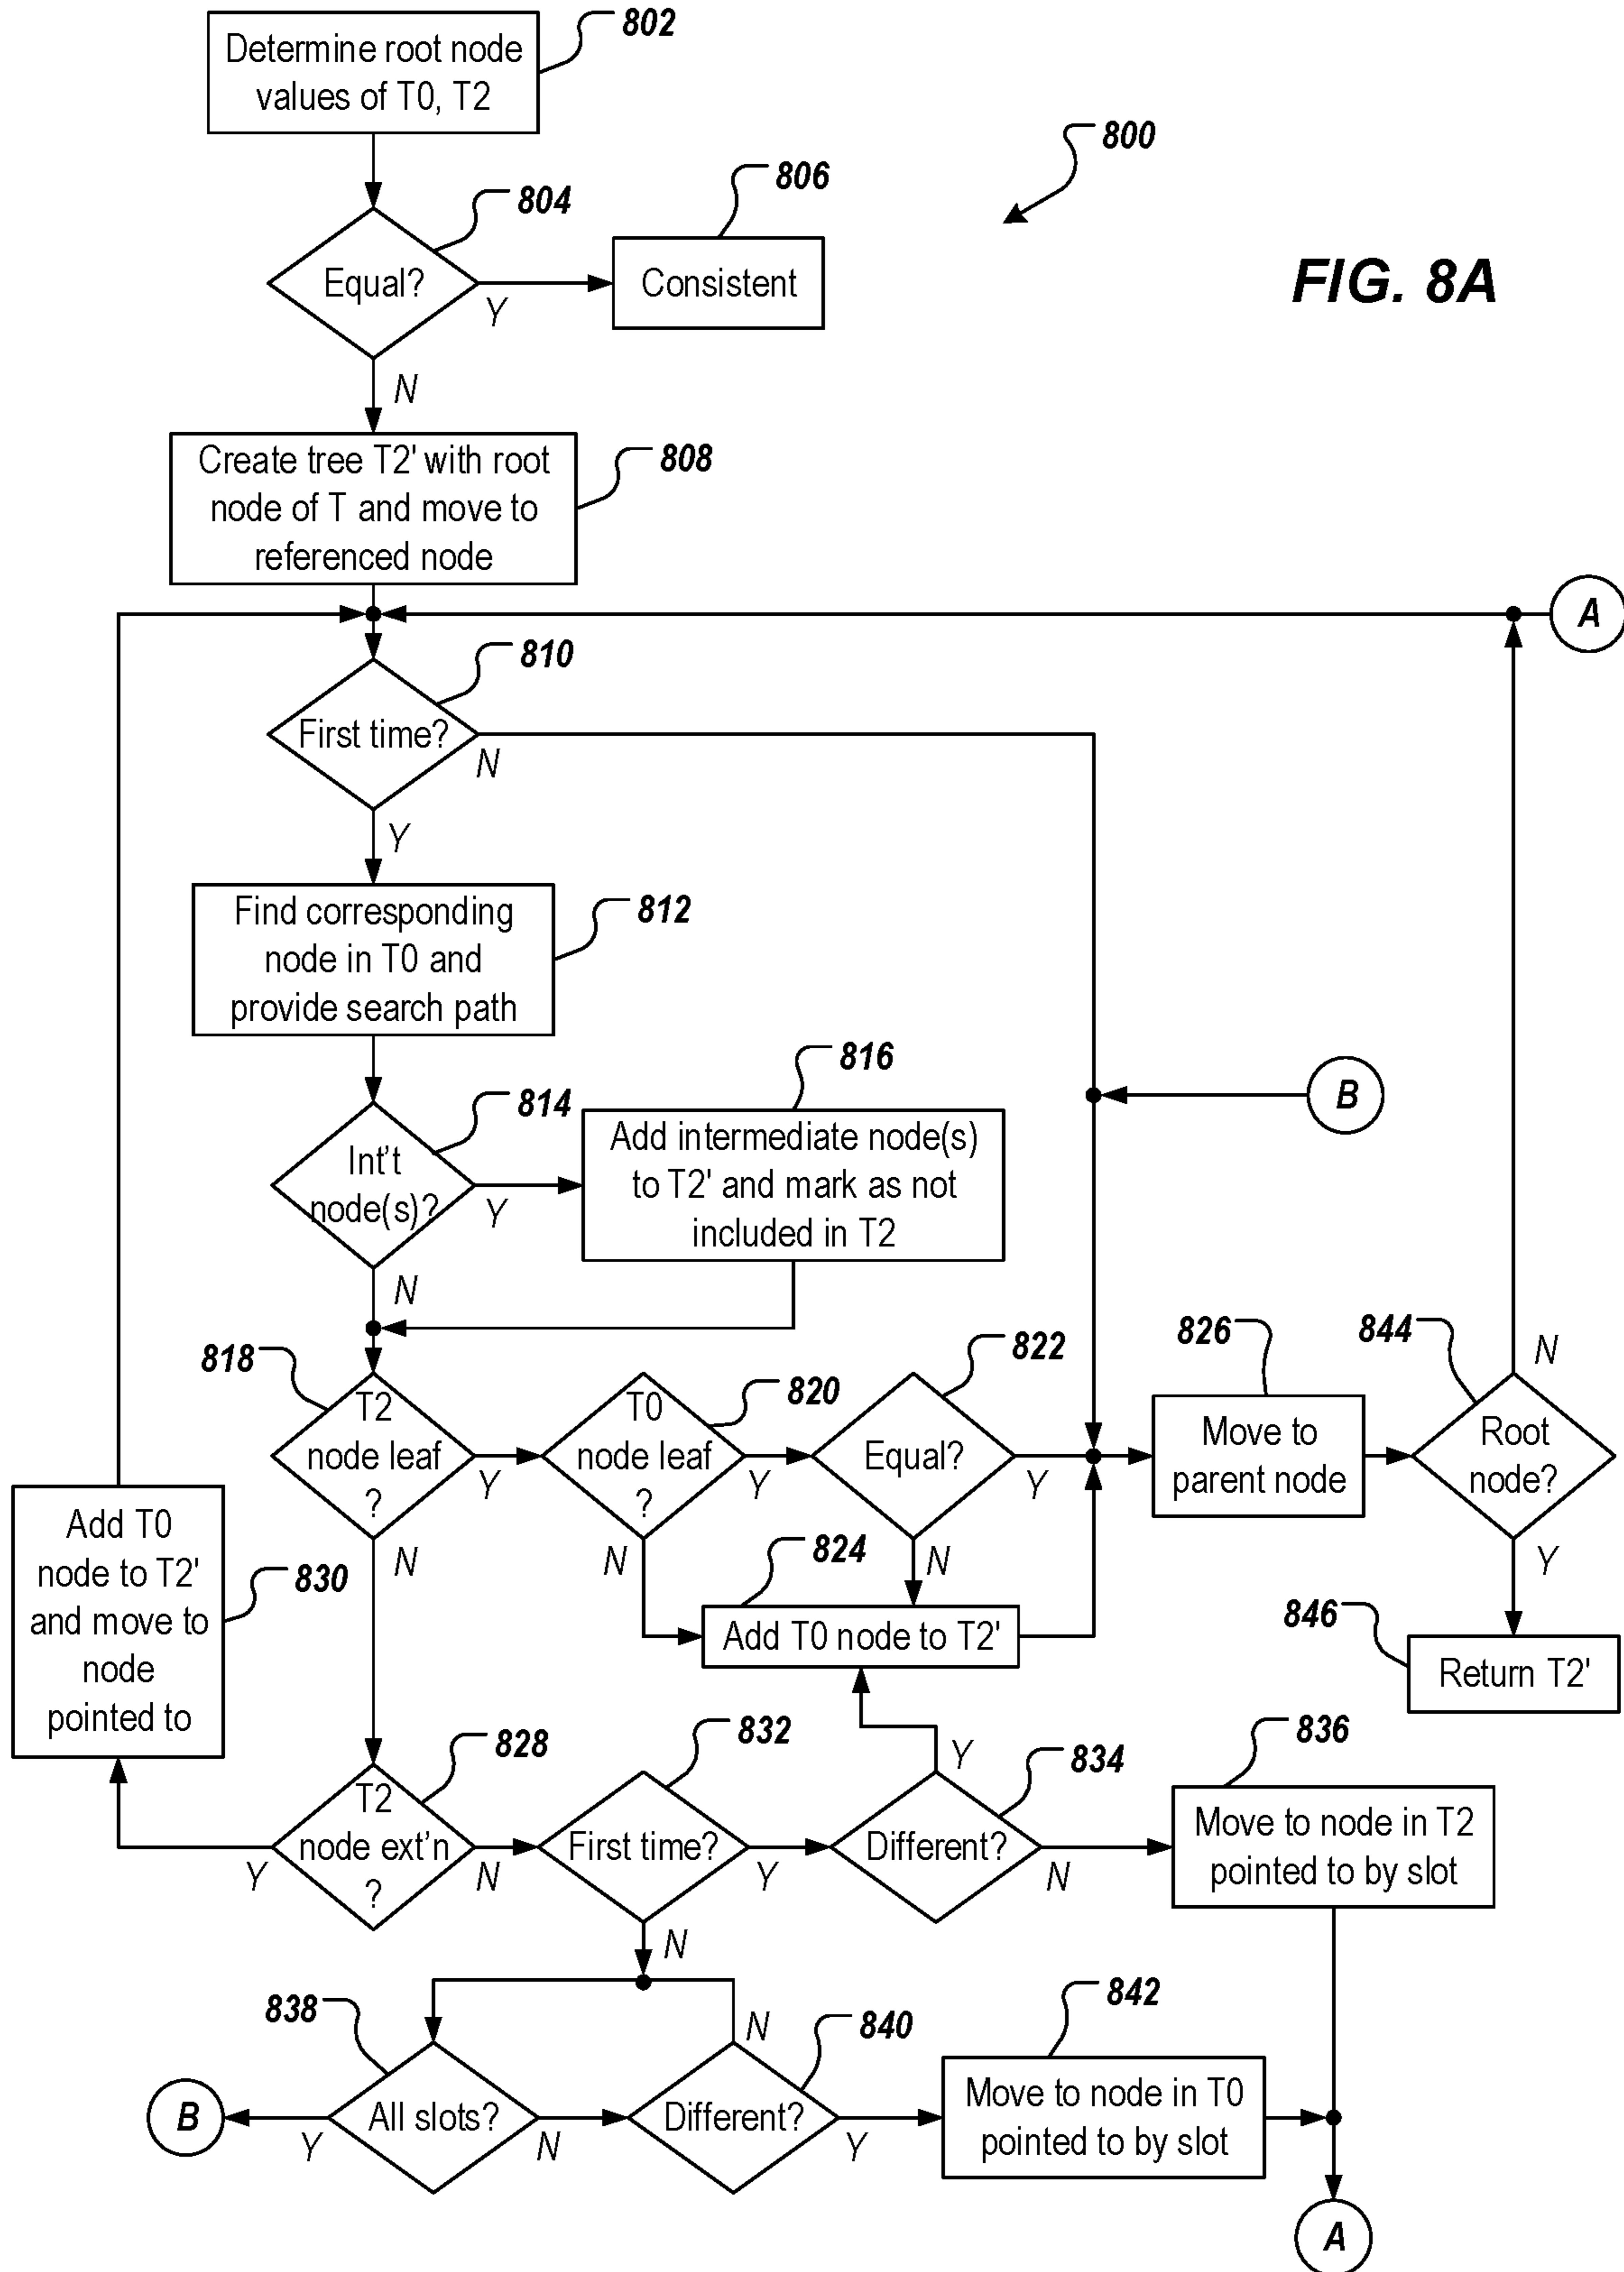 802
Determine root node
values of T0, T2
800
804
806
Equal?
Y
Consistent
FIG. 8A
N
808
Create tree T2' with root
node of T and move to
referenced node
A
810
First time?
N
Y
812
Find corresponding
node in T0 and
provide search path
814
816
Int't
node(s)?
Y
Add intermediate node(s)
to T2' and mark as not
included in T2
B
N
818
820
822
826
844
N
T2
node leaf
?
Y
T0
node leaf
?
Y
Equal?
Y
Move to
parent node
Root
node?
N
N
824
N
Y
Add T0 node to T2'
846
Return T2'
Add T0
node to T2'
and move to
node
pointed to
830
828
832
Y
834
836
T2
node ext'n
?
Y
N
First time?
Y
Different?
N
Move to node in T2
pointed to by slot
N
838
N
840
842
B
Y
All slots?
N
Different?
Y
Move to node in T0
pointed to by slot
A